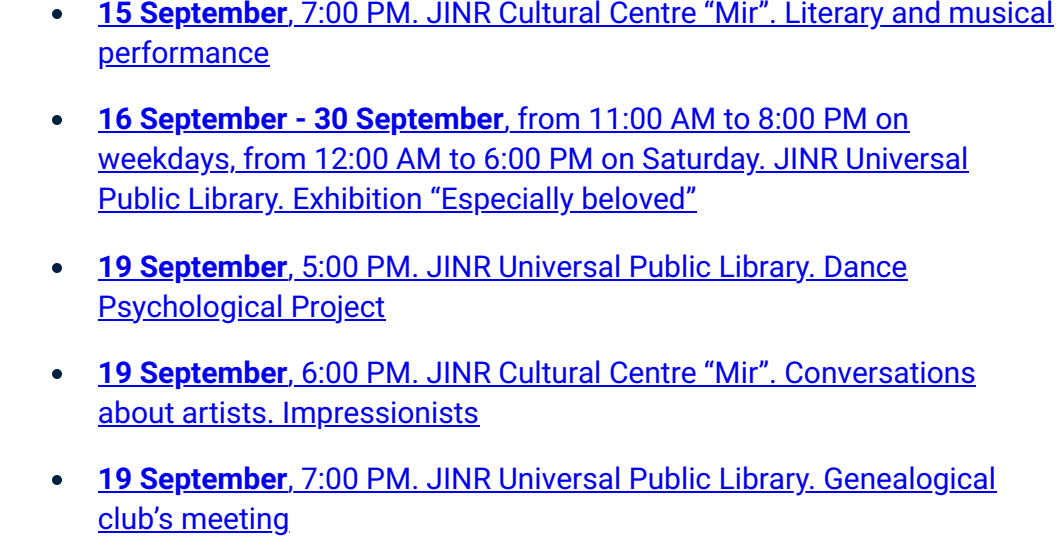 15 September, 7:00 PM. JINR Cultural Centre “Mir”. Literary and musical
performance
16 September - 30 September, from 11:00 AM to 8:00 PM on
weekdays, from 12:00 AM to 6:00 PM on Saturday. JINR Universal
Public Library. Exhibition “Especially beloved”
19 September, 5:00 PM. JINR Universal Public Library. Dance
Psychological Project
19 September, 6:00 PM. JINR Cultural Centre “Mir”. Conversations
about artists. Impressionists
19 September, 7:00 PM. JINR Universal Public Library. Genealogical
club’s meeting